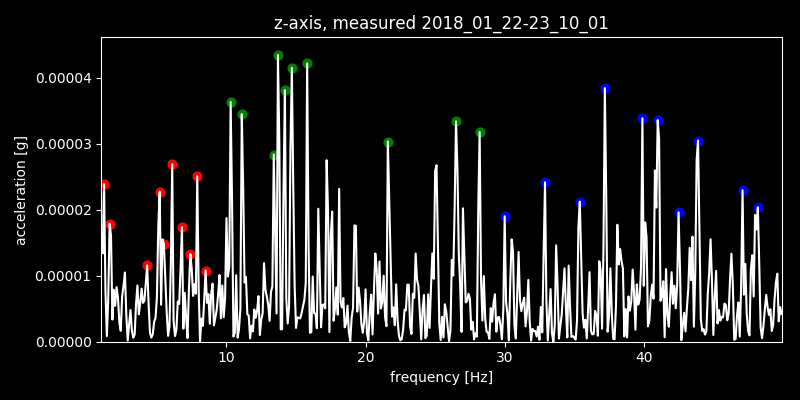 z-axis, measured 2018_01_22-23_10_01
0.00004
0.00003
0.00002
0.00001
0.00000
acceleration [g]
10 20 30 40
frequency [Hz]